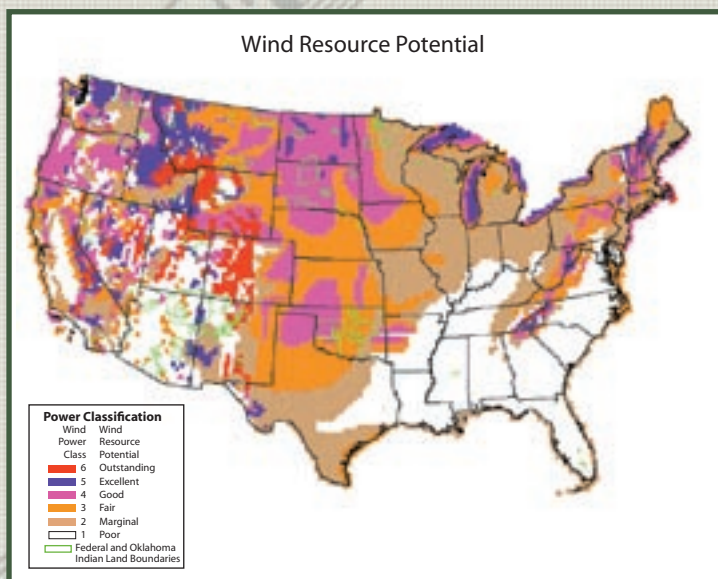 Wind Resource Potential
Power Classification
Wind Wind
Power Resource
Class Potential
6 Outstanding
5 Excellent
4 Good
3 Fair
2 Marginal
1 Poor
Federal and Oklahoma
Indian Land Boundaries